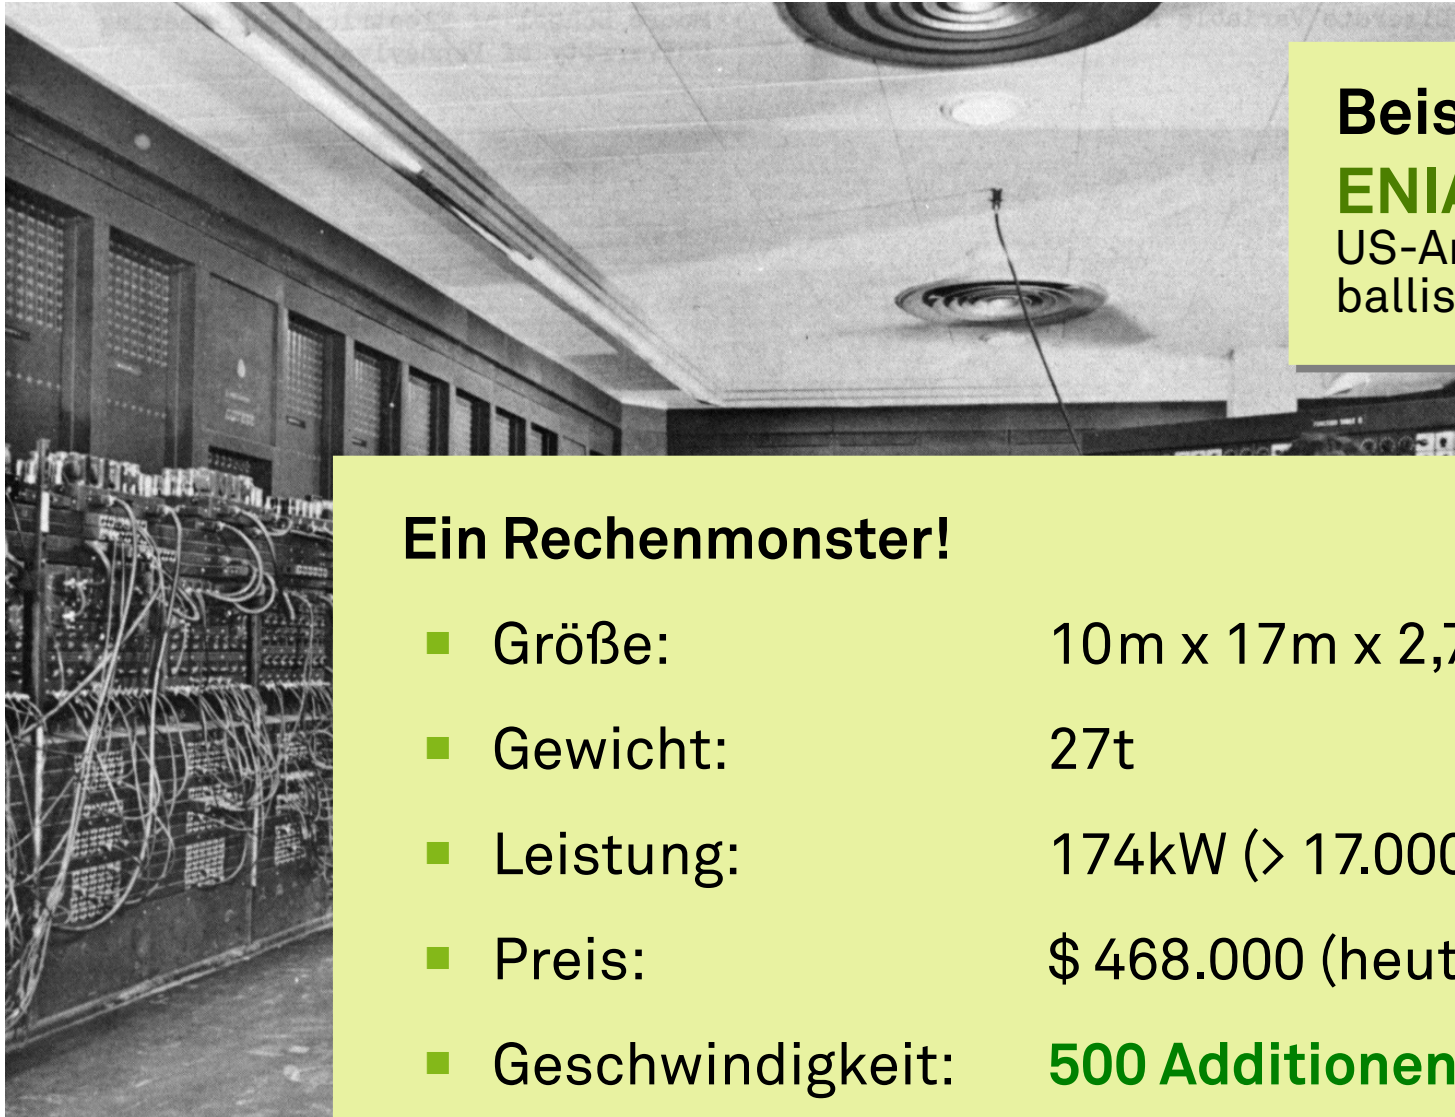 Beis
ENIA
US-Ar
ballis
Ein Rechenmonster!
Größe: 10m x 17m x 2,7
Gewicht: 27t
Leistung: 174kW (> 17.000
Preis: $ 468.000 (heut
Geschwindigkeit: 500 Additionen